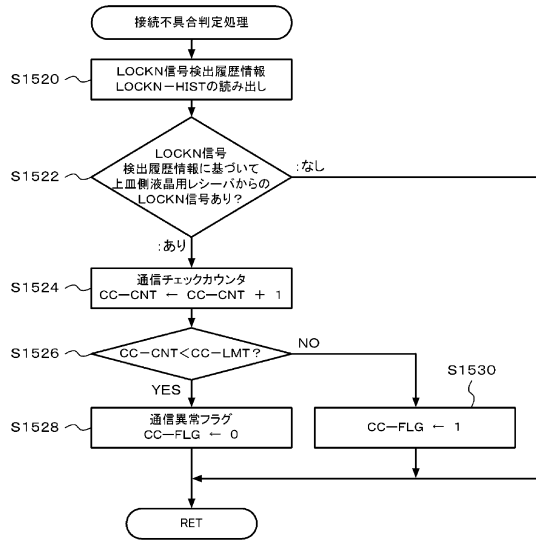 接続不具合判定処理
S1520
LOCKN信号検出履歴情報
LOCKN－HISTの読み出し
S1522
LOCKN信号
検出履歴情報に基づいて
上皿側液晶用レシーバからの
LOCKN信号あり？
：なし
：あり
S1524
通信チェックカウンタ
CC－CNT ← CC－CNT ＋ 1
S1526
CC－CNT＜CC－LMT？
NO
YES
S1530
S1528
通信異常フラグ
CC－FLG ← 0
CC－FLG ← 1
RET